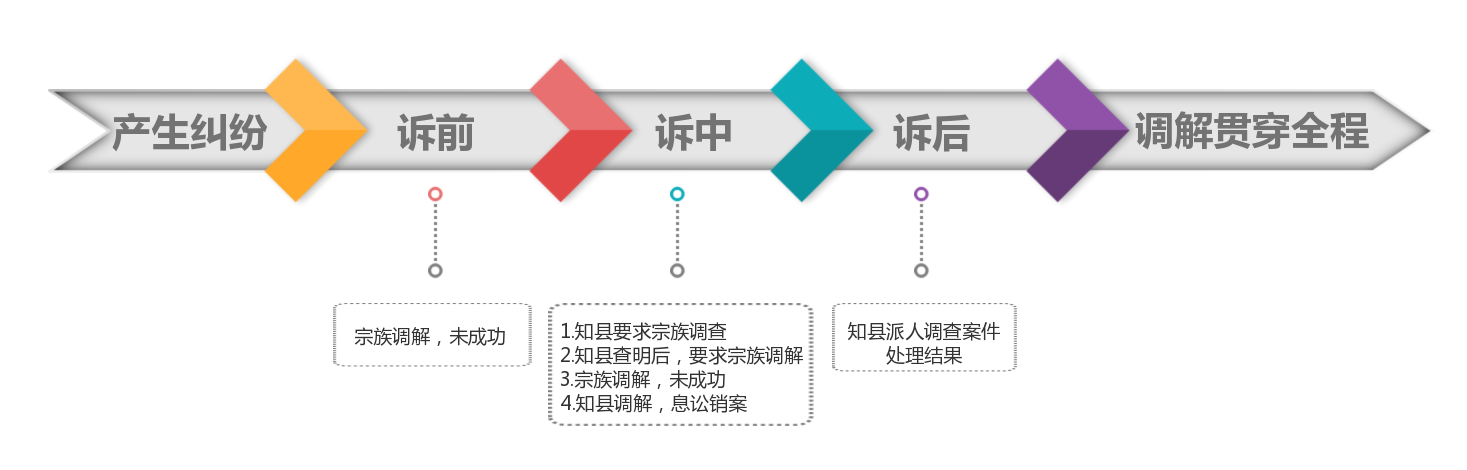 产生纠纷
诉前
诉中
诉后
调解贯穿全程
宗族调解，未成功
1.知县要求宗族调查
2.知县查明后，要求宗族调解
3.宗族调解，未成功
4.知县调解，息讼销案
知县派人调查案件
处理结果